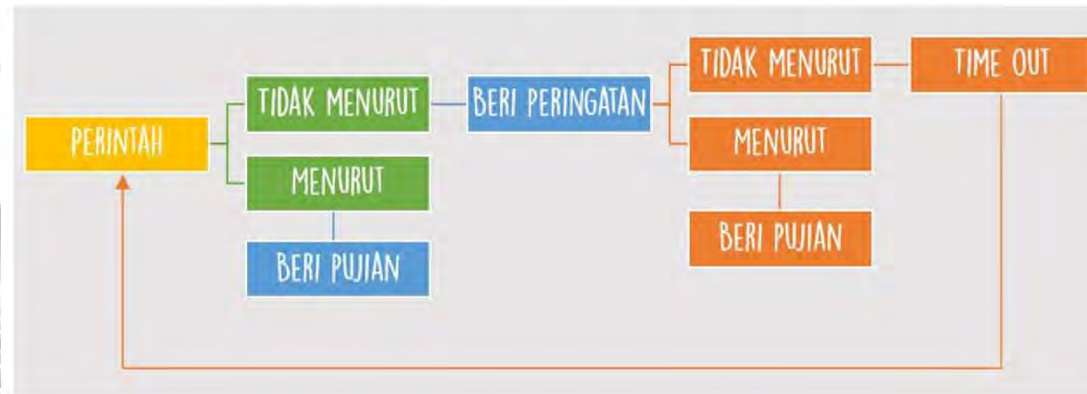 PERINTAH
TIDAK MENURUT
MENURUT
BERI PUJIAN
BERI PERINGATAN
TIDAK MENURUT
MENURUT
BERI PUJIAN
TIME OUT